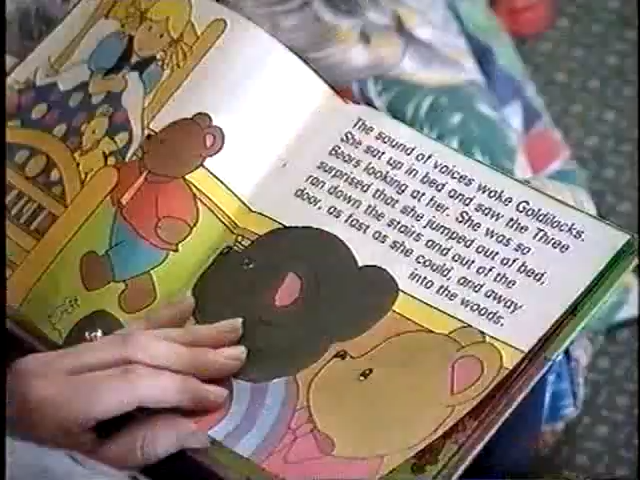 The sound of voices woke Goldilocks.
She sat up in bed and saw the Three
Bears looking at her. She was so
surprised that she jumped out of bed,
ran down the stairs and out of the
door, as fast as she could, and away
into the woods.